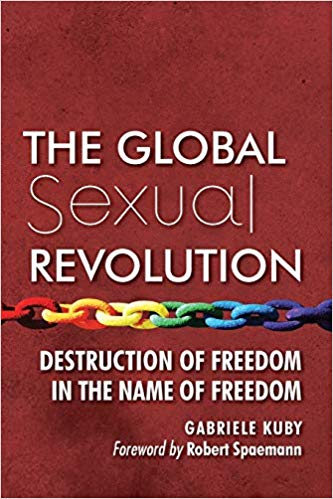 THE GLOBAL
Sexual
REVOLUTION
DESTRUCTION OF FREEDOM
IN THE NAME OF FREEDOM
GABRIELE KUBY
Foreword by Robert Spaemann